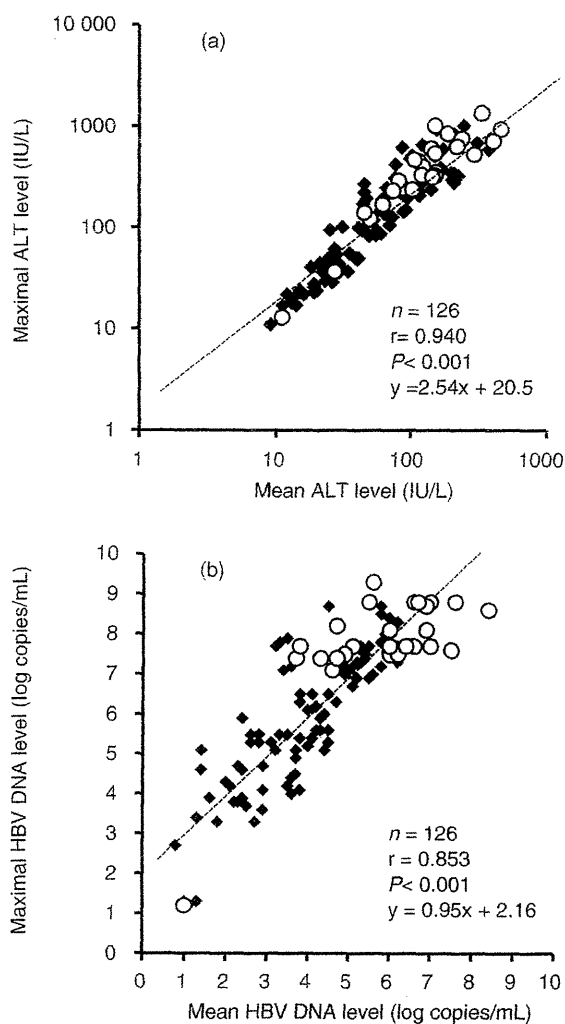 (a)
Maximal ALT level (IU/L)
10 000
1000
100
10
1
n = 126
r= 0.940
P< 0.001
y =2.54x + 20.5
1 10 100 1000
Mean ALT level (IU/L)
(b)
Maximal HBV DNA level (log copies/mL)
10
9
8
7
6
5
4
3
2
1
0
n = 126
r = 0.853
P< 0.001
y = 0.95x + 2.16
0 1 2 3 4 5 6 7 8 9 10
Mean HBV DNA level (log copies/mL)